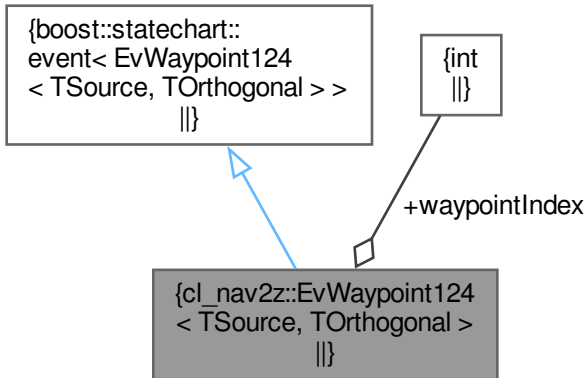 {boost::statechart::
event< EvWaypoint124
< TSource, TOrthogonal > >
||}
{int
||}
+waypointIndex
{cl_nav2z::EvWaypoint124
< TSource, TOrthogonal >
||}